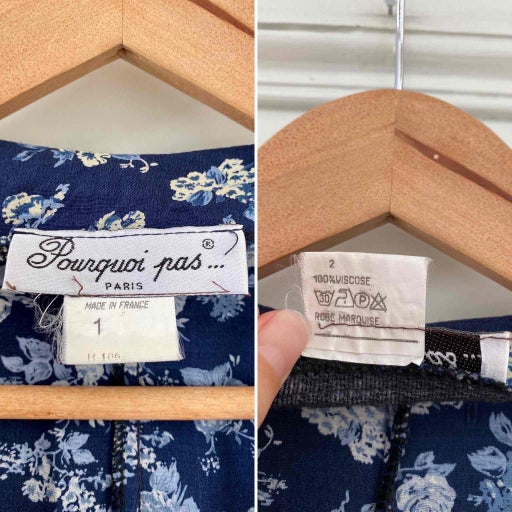 Pourquoi pas...®
PARIS
MADE IN FRANCE
1
2
100%VISCOSE
30 P A
ROBE MARQUISE